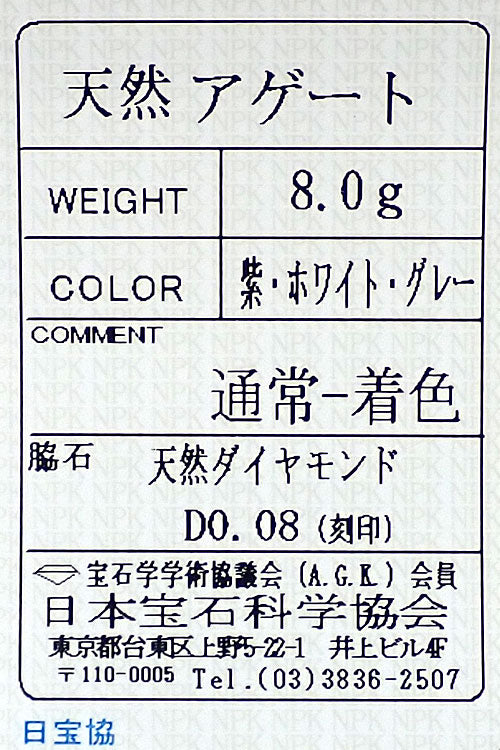 天然 アゲート
WEIGHT 8.0g
COLOR 紫・ホワイト・グレー
COMMENT
通常-着色
脇石 天然ダイヤモンド
D0.08 (刻印)
宝石学学術協議会 (A.G.K.) 会員
日本宝石科学協会
東京都台東区上野5-22-1 井上ビル4F
〒110-0005 Tel.(03)3836-2507
日宝協